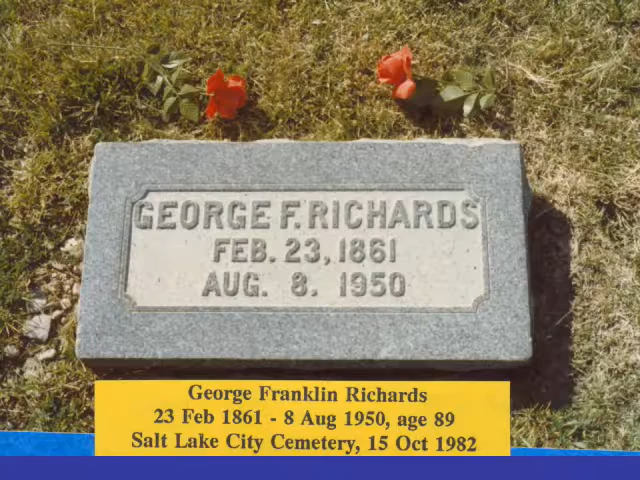 GEORGE F. RICHARDS
FEB. 23, 1861
AUG. 8. 1950
George Franklin Richards
23 Feb 1861 - 8 Aug 1950, age 89
Salt Lake City Cemetery, 15 Oct 1982